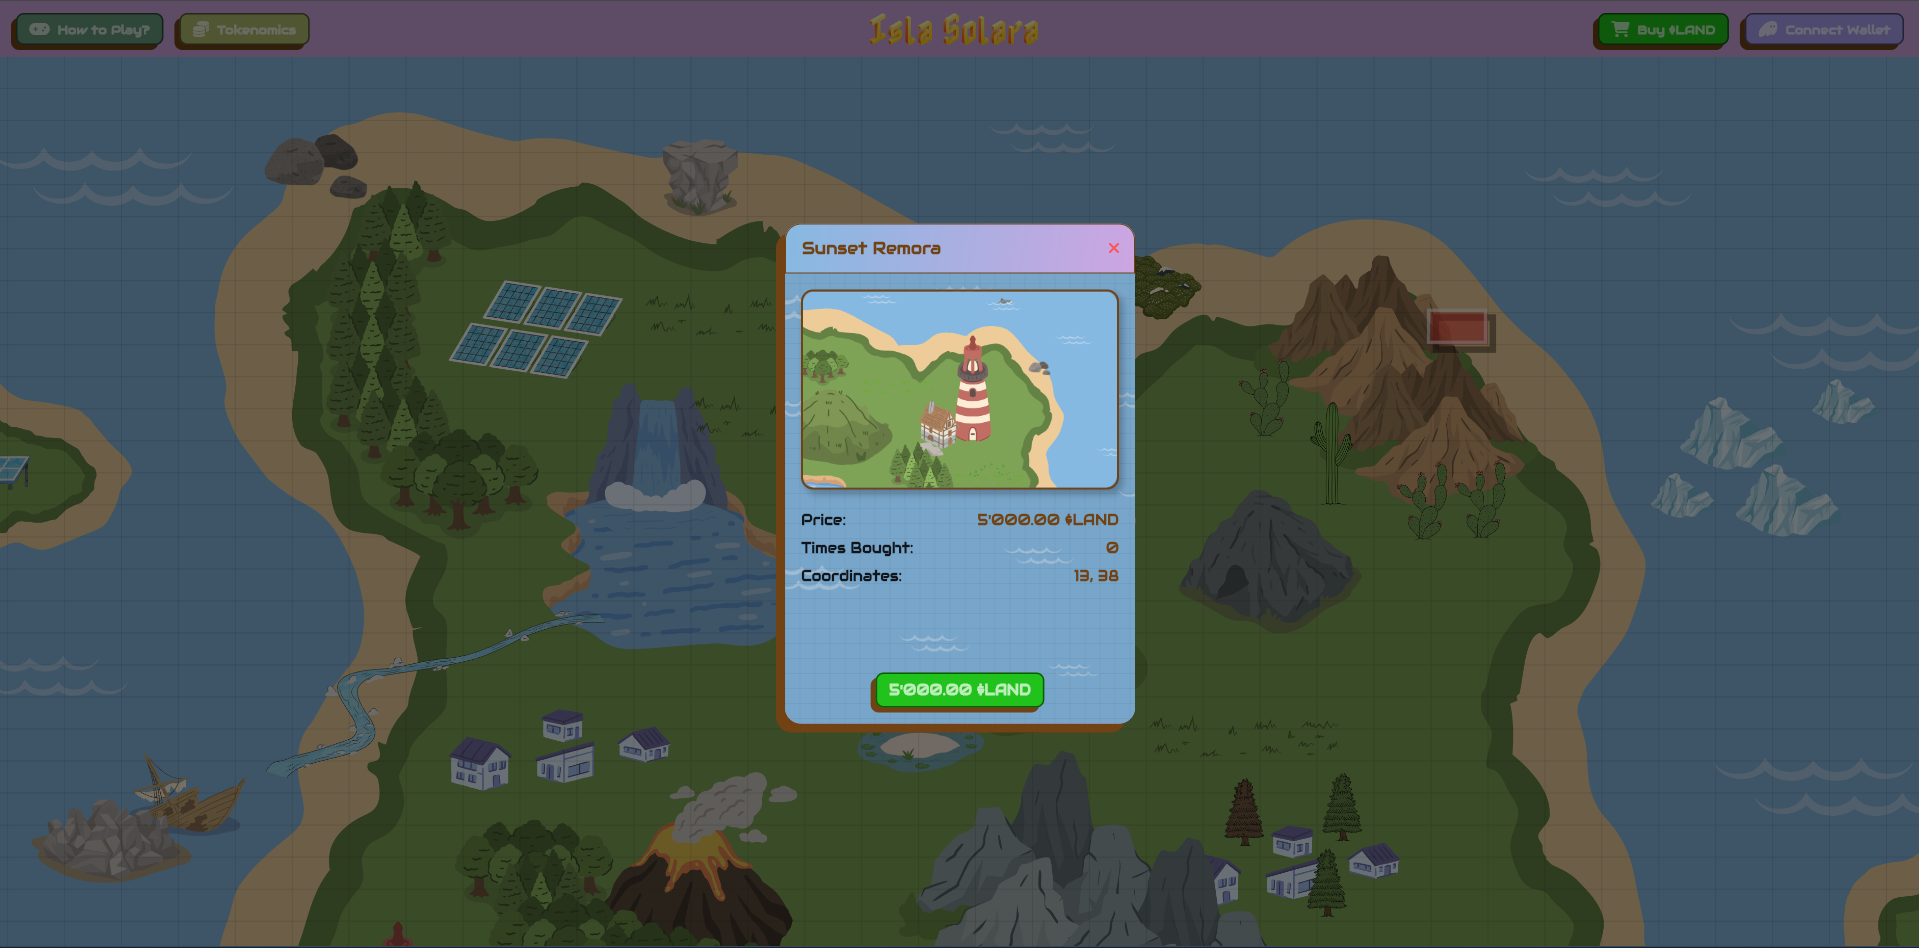 How to Play?
Tokenomics
Isla Solara
Buy $LAND
Connect Wallet
Sunset Remora
Price: 5'000.00 $LAND
Times Bought: 0
Coordinates: 13, 38
5'000.00 $LAND